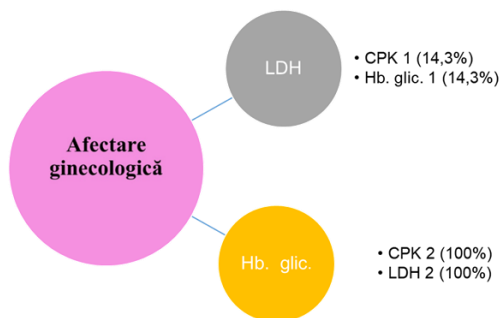 LDH
• CPK 1 (14,3%)
• Hb. glic. 1 (14,3%)
Afectare
ginecologică
Hb. glic.
• CPK 2 (100%)
• LDH 2 (100%)